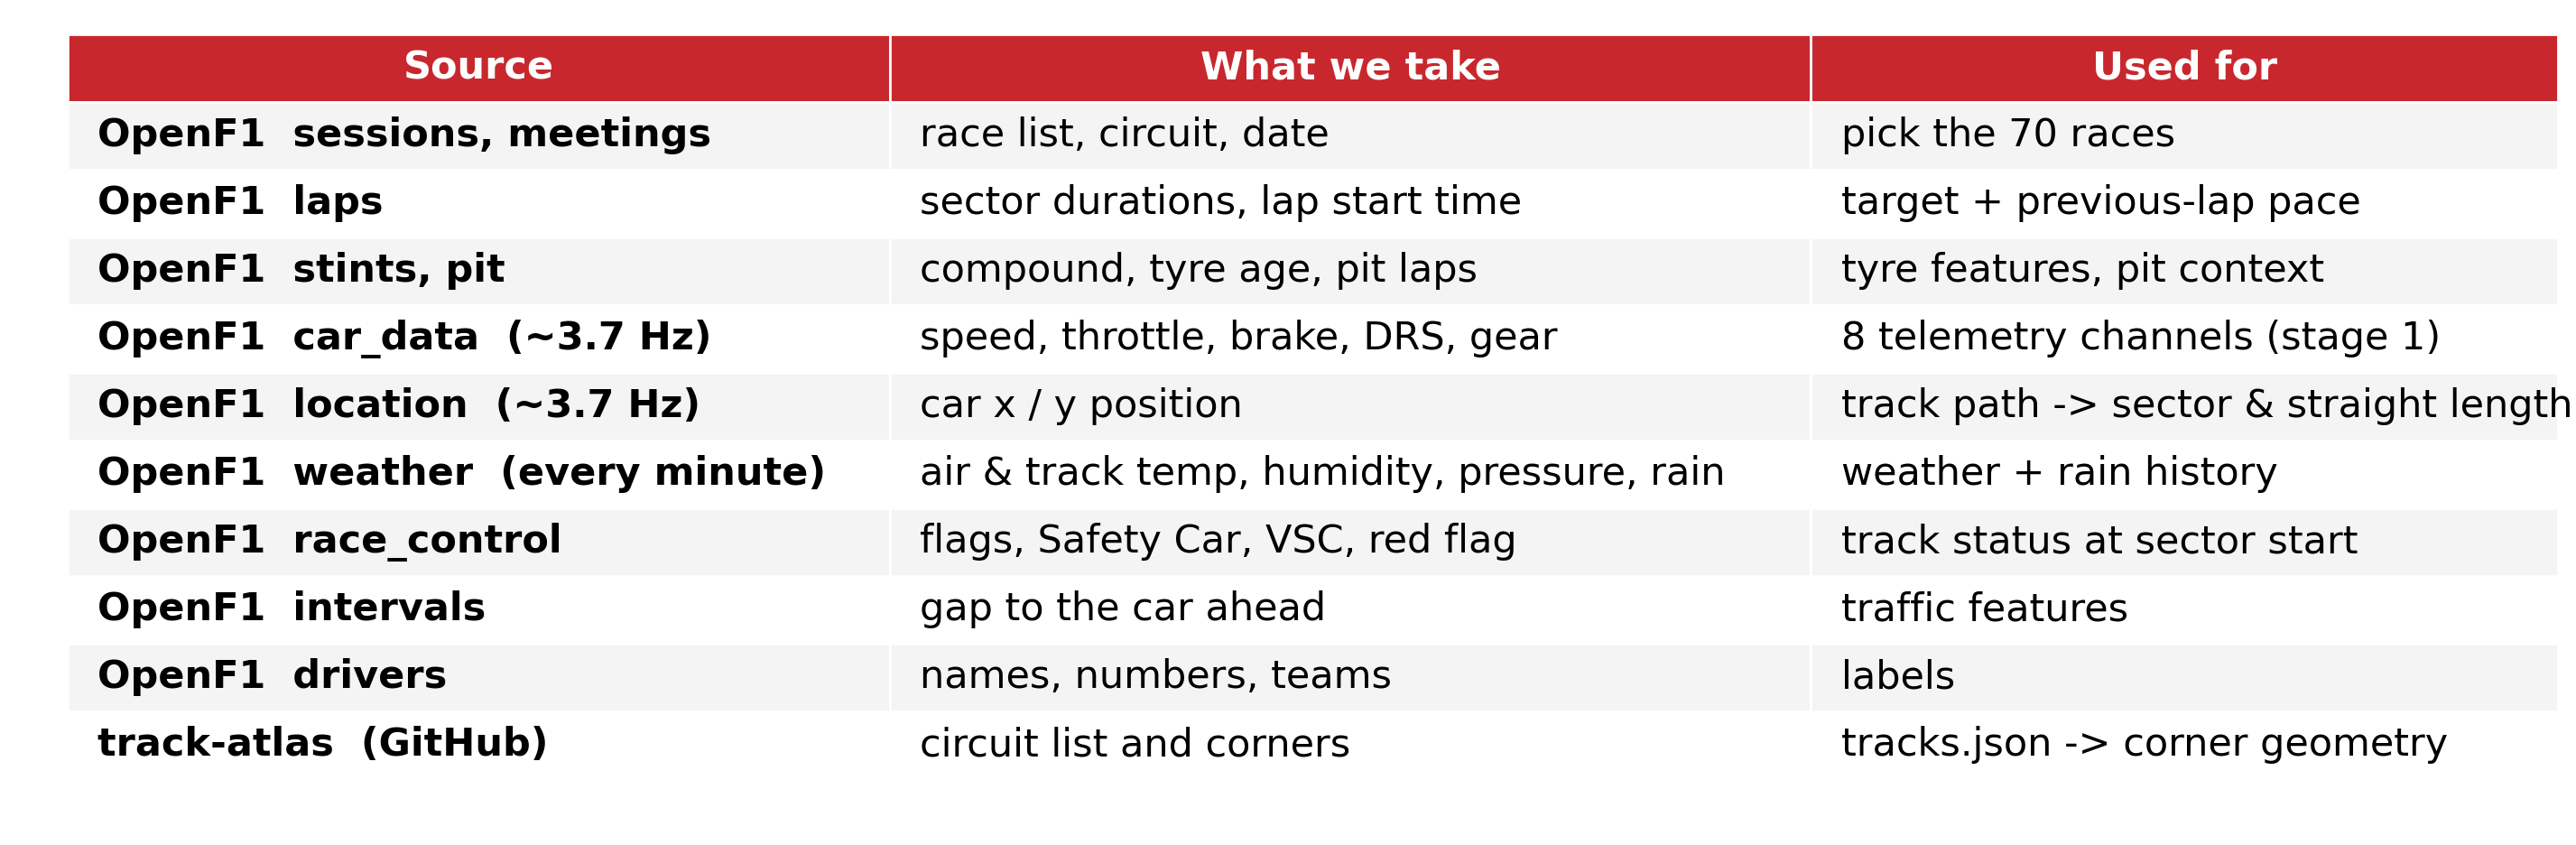 Source What we take Used for
OpenF1 sessions, meetings race list, circuit, date pick the 70 races
OpenF1 laps sector durations, lap start time target + previous-lap pace
OpenF1 stints, pit compound, tyre age, pit laps tyre features, pit context
OpenF1 car_data (~3.7 Hz) speed, throttle, brake, DRS, gear 8 telemetry channels (stage 1)
OpenF1 location (~3.7 Hz) car x / y position track path -> sector & straight length
OpenF1 weather (every minute) air & track temp, humidity, pressure, rain weather + rain history
OpenF1 race_control flags, Safety Car, VSC, red flag track status at sector start
OpenF1 intervals gap to the car ahead traffic features
OpenF1 drivers names, numbers, teams labels
track-atlas (GitHub) circuit list and corners tracks.json -> corner geometry